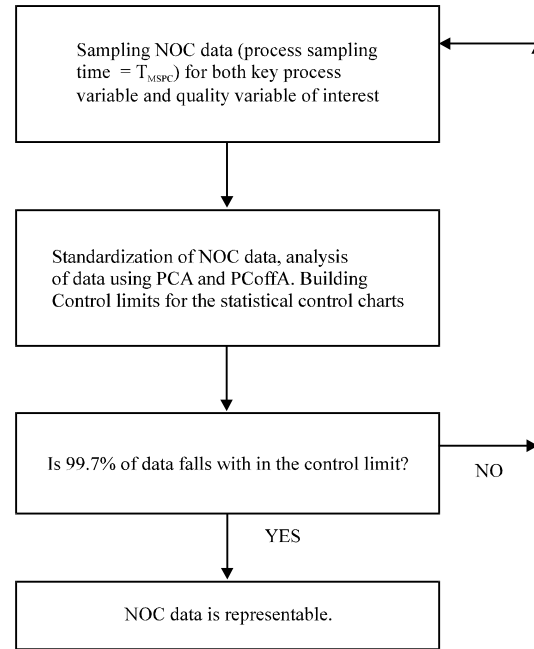 Sampling NOC data (process sampling
time = TMSPC) for both key process
variable and quality variable of interest
Standardization of NOC data, analysis
of data using PCA and PCoffA. Building
Control limits for the statistical control charts
Is 99.7% of data falls with in the control limit?
NO
YES
NOC data is representable.